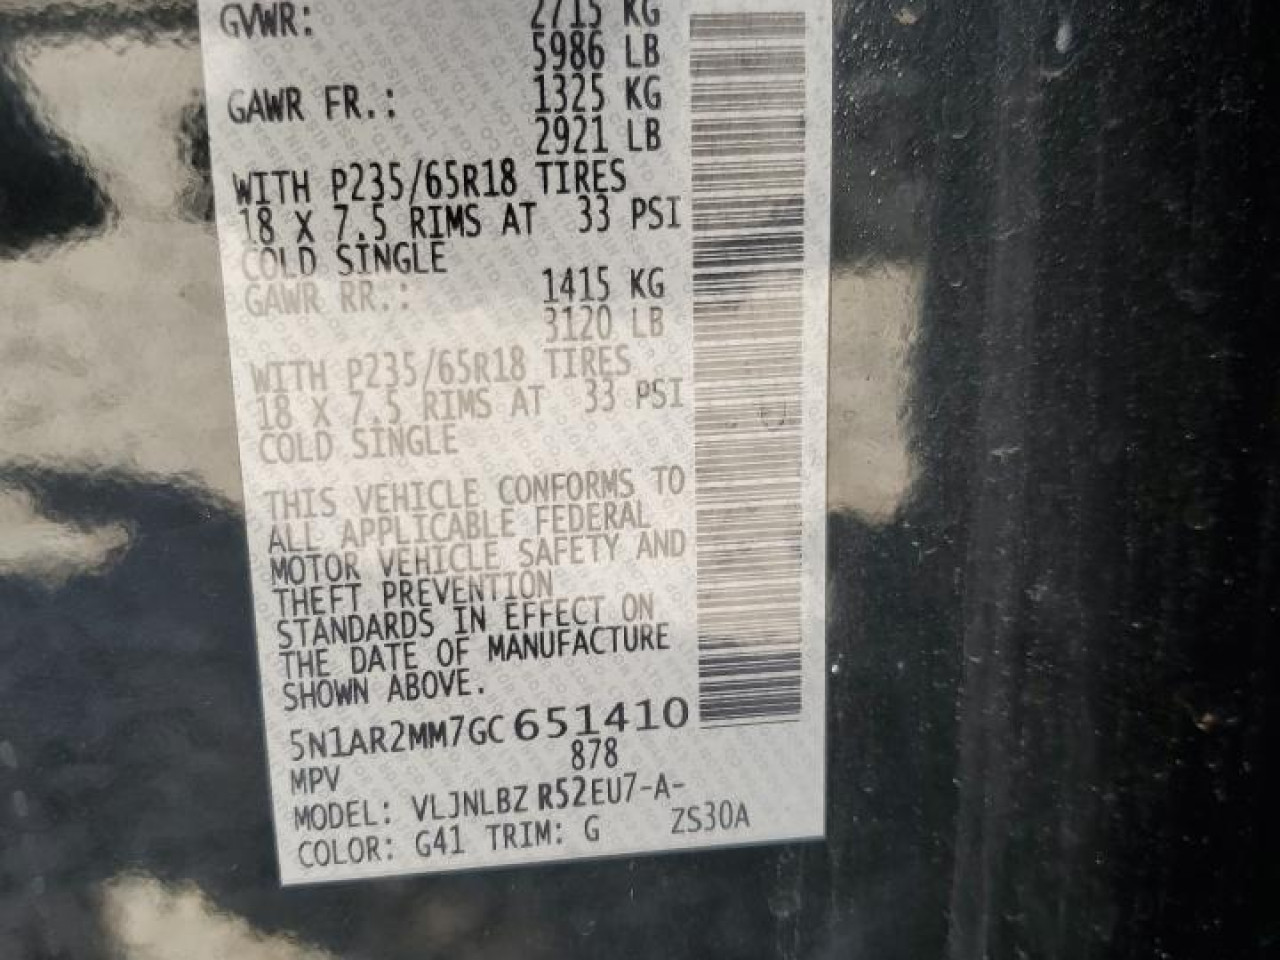 GVWR: 2715 KG
5986 LB
GAWR FR.: 1325 KG
2921 LB
WITH P235/65R18 TIRES
18 X 7.5 RIMS AT 33 PSI
COLD SINGLE
GAWR RR.: 1415 KG
3120 LB
WITH P235/65R18 TIRES
18 X 7.5 RIMS AT 33 PSI
COLD SINGLE
THIS VEHICLE CONFORMS TO
ALL APPLICABLE FEDERAL
MOTOR VEHICLE SAFETY AND
THEFT PREVENTION
STANDARDS IN EFFECT ON
THE DATE OF MANUFACTURE
SHOWN ABOVE.
5N1AR2MM7GC651410
MPV 878
MODEL: VLJNLBZ R52EU7-A-
COLOR: G41 TRIM: G ZS30A